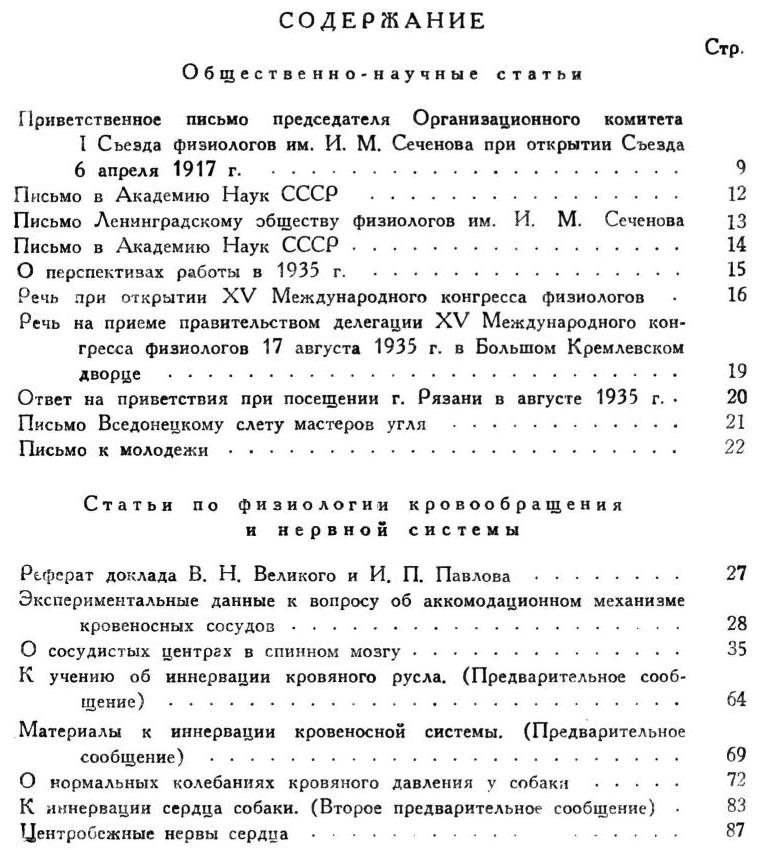 СОДЕРЖАНИЕ
Стр.
Общественно-научные статьи
Приветственное письмо председателя Организационного комитета
I Съезда физиологов им. И. М. Сеченова при открытии Съезда
6 апреля 1917 г. . . . . . . . . . . . . . . . . . . . . . 9
Письмо в Академию Наук СССР . . . . . . . . . . . . . . . . 12
Письмо Ленинградскому обществу физиологов им. И. М. Сеченова 13
Письмо в Академию Наук СССР . . . . . . . . . . . . . . . . . 14
О перспективах работы в 1935 г. . . . . . . . . . . . . . . . . 15
Речь при открытии XV Международного конгресса физиологов . 16
Речь на приеме правительством делегации XV Международного кон-
гресса физиологов 17 августа 1935 г. в Большом Кремлевском
дворце . . . . . . . . . . . . . . . . . . . . . . . . . 19
Ответ на приветствия при посещении г. Рязани в августе 1935 г. . 20
Письмо Вседонецкому слету мастеров угля . . . . . . . . . . . . 21
Письмо к молодежи . . . . . . . . . . . . . . . . . . . . . . 22
Статьи по физиологии кровообращения
и нервной системы
Реферат доклада В. Н. Великого и И. П. Павлова . . . . . . . 27
Экспериментальные данные к вопросу об аккомодационном механизме
кровеносных сосудов . . . . . . . . . . . . . . . . . . . 28
О сосудистых центрах в спинном мозгу . . . . . . . . . . . . . . 35
К учению об иннервации кровяного русла. (Предварительное сооб-
щение) . . . . . . . . . . . . . . . . . . . . . . . . . 64
Материалы к иннервации кровеносной системы. (Предварительное
сообщение) . . . . . . . . . . . . . . . . . . . . . . . 69
О нормальных колебаниях кровяного давления у собаки . . . . . 72
К иннервации сердца собаки. (Второе предварительное сообщение) . 83
Центробежные нервы сердца . . . . . . . . . . . . . . . . . 87